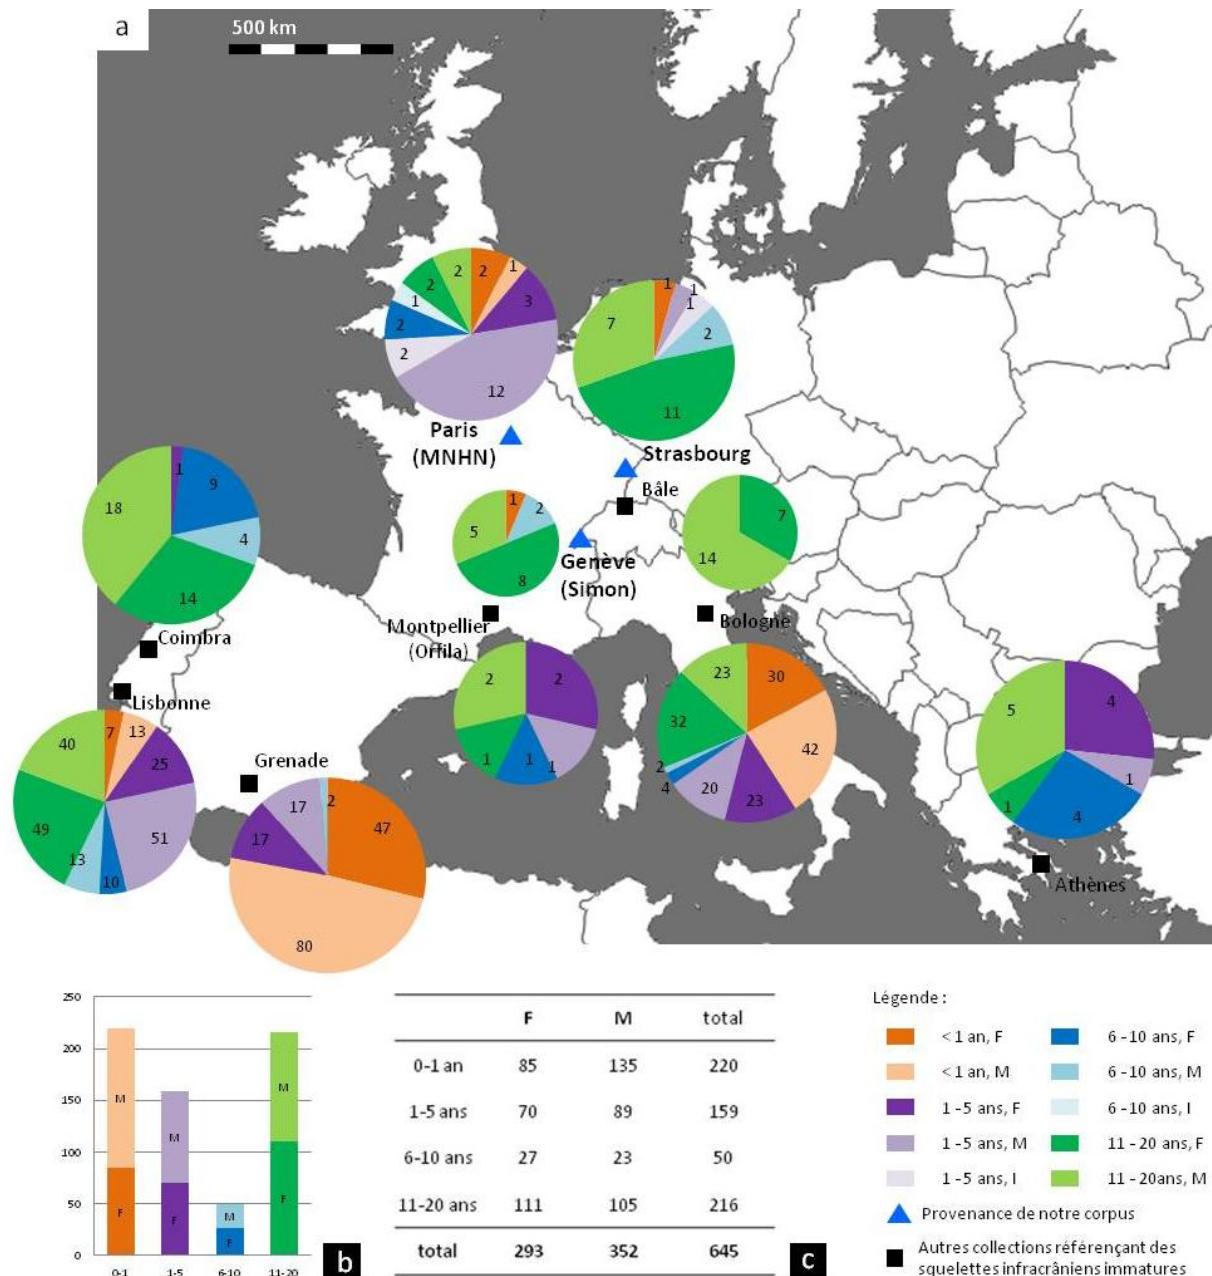 a
500 km
2
1
3
12
2
2
1
2
2
Paris
(MNHN)
1
1
1
2
11
7
Strasbourg
Bâle
1
9
4
14
18
Coimbra
Lisbonne
1
2
8
5
Genève
(Simon)
7
14
Bologne
Montpellier
(Orfila)
7
13
25
51
10
13
49
40
Grenade
47
80
17
17
2
2
1
1
1
2
30
42
23
20
4
2
32
23
4
1
4
1
5
Athènes
250
200
150
100
50
0
M
F
M
F
M
F
M
F
0-1
1-5
6-10
11-20
b
F M total
0-1 an 85 135 220
1-5 ans 70 89 159
6-10 ans 27 23 50
11-20 ans 111 105 216
total 293 352 645
c
Légende :
< 1 an, F
< 1 an, M
1 -5 ans, F
1 -5 ans, M
1 -5 ans, I
6 -10 ans, F
6 -10 ans, M
6 -10 ans, I
11 - 20 ans, F
11 - 20ans, M
Provenance de notre corpus
Autres collections référençant des
squelettes infracrâniens immatures